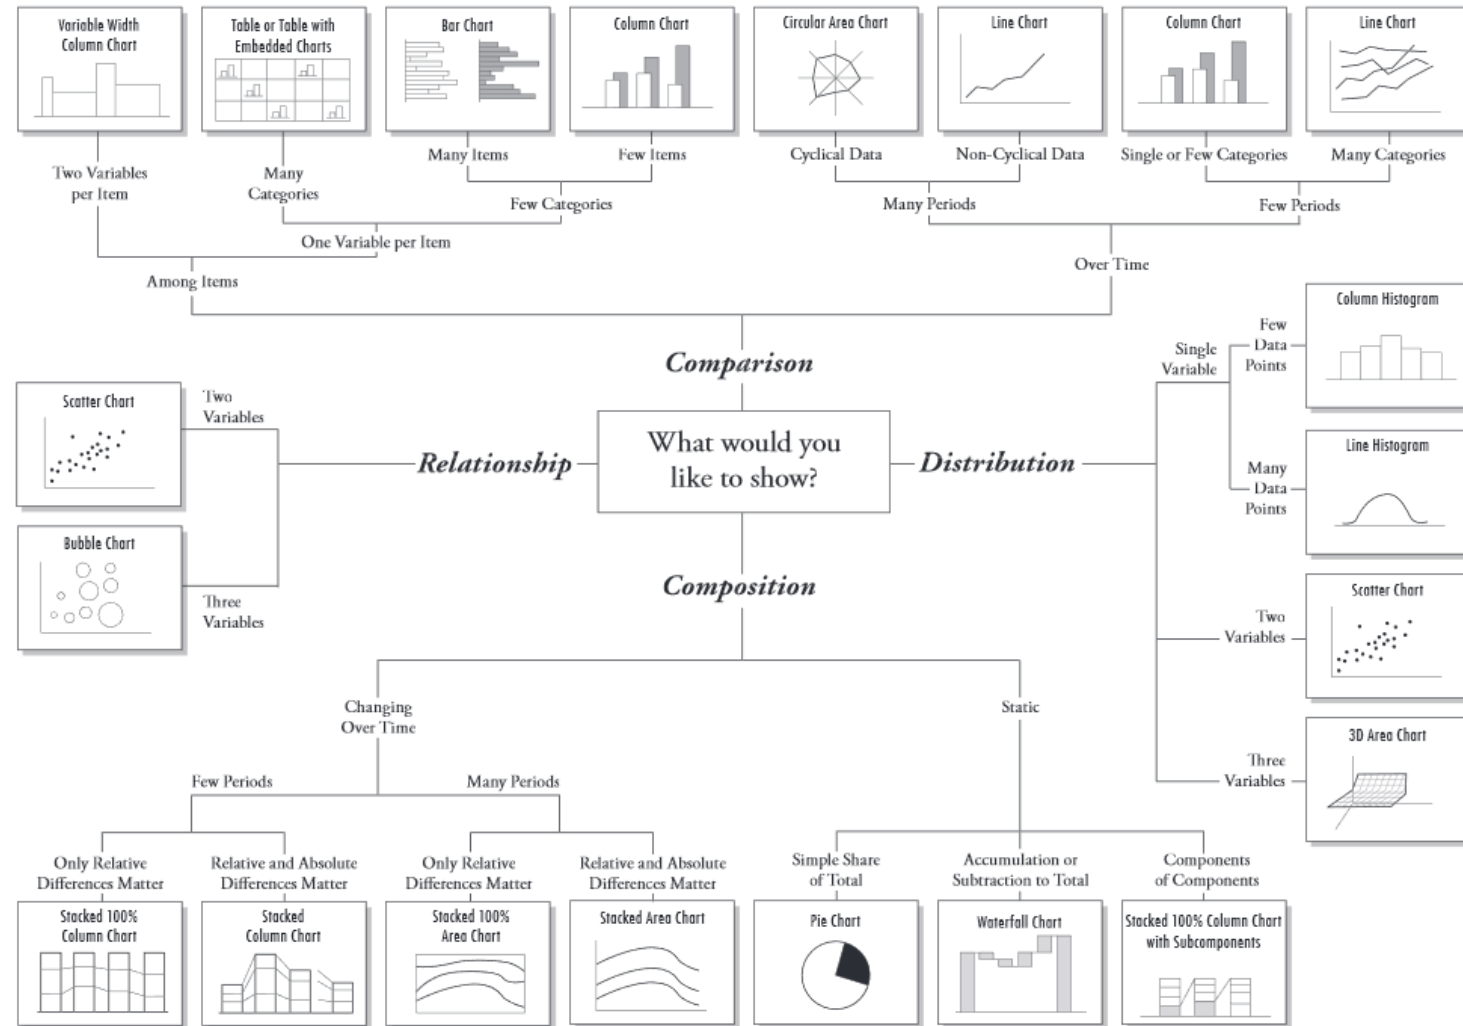 Variable Width
Column Chart
Table or Table with
Embedded Charts
Bar Chart
Column Chart
Circular Area Chart
Line Chart
Column Chart
Line Chart
Two Variables
per Item
Many
Categories
Many Items
Few Items
Cyclical Data
Non-Cyclical Data
Single or Few Categories
Many Categories
Few Categories
Many Periods
Few Periods
One Variable per Item
Among Items
Over Time
Comparison
What would you
like to show?
Relationship
Two
Variables
Scatter Chart
Three
Variables
Bubble Chart
Distribution
Single
Variable
Few
Data
Points
Column Histogram
Many
Data
Points
Line Histogram
Two
Variables
Scatter Chart
Three
Variables
3D Area Chart
Composition
Changing
Over Time
Static
Few Periods
Many Periods
Only Relative
Differences Matter
Relative and Absolute
Differences Matter
Only Relative
Differences Matter
Relative and Absolute
Differences Matter
Simple Share
of Total
Accumulation or
Subtraction to Total
Components
of Components
Stacked 100%
Column Chart
Stacked
Column Chart
Stacked 100%
Area Chart
Stacked Area Chart
Pie Chart
Waterfall Chart
Stacked 100% Column Chart
with Subcomponents